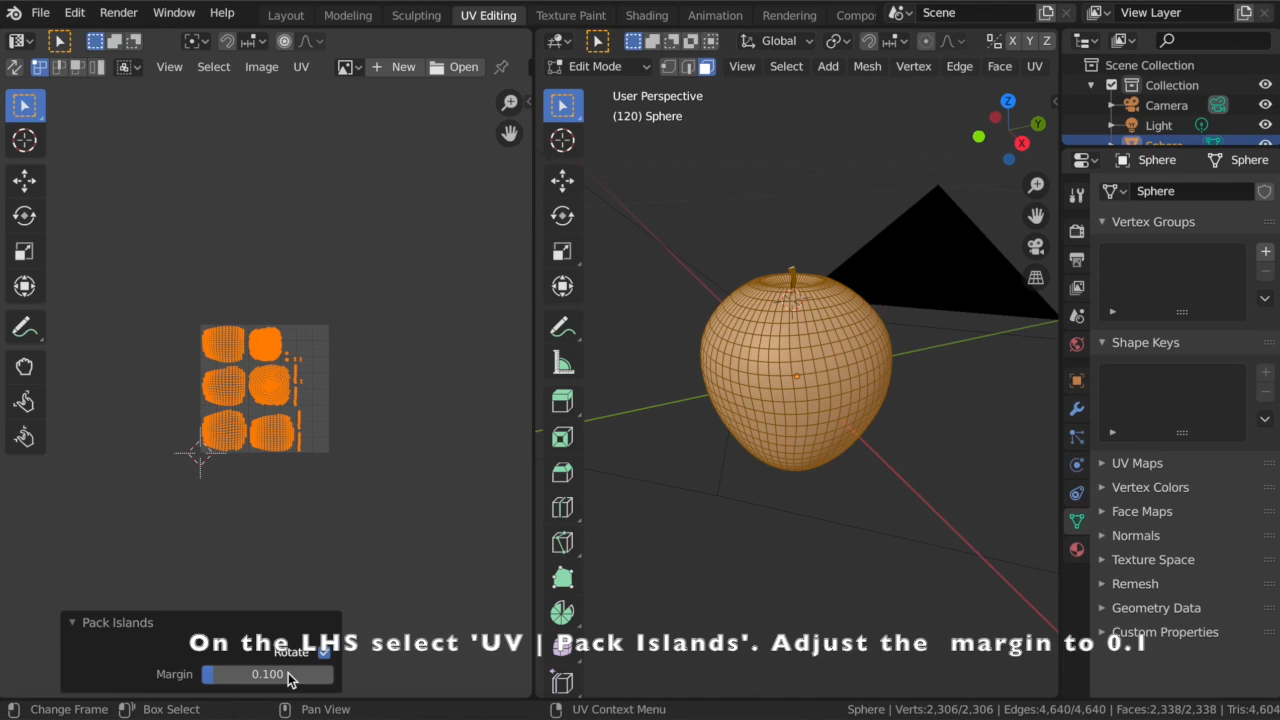 File Edit Render Window Help Layout Modeling Sculpting UV Editing Texture Paint Shading Animation Rendering Compo Scene View Layer
Global X Y Z
View Select Image UV New Open Edit Mode View Select Add Mesh Vertex Edge Face UV
Scene Collection
Collection
Camera
Light
Sphere
User Perspective
(120) Sphere
Z
Y
X
Sphere Sphere
Sphere
Vertex Groups
Shape Keys
UV Maps
Vertex Colors
Face Maps
Normals
Texture Space
Remesh
Geometry Data
Custom Properties
Pack Islands
Rotate
Margin 0.100
On the LHS select 'UV | Pack Islands'. Adjust the margin to 0.1
Change Frame Box Select Pan View UV Context Menu Sphere | Verts:2,306/2,306 | Edges:4,640/4,640 | Faces:2,338/2,338 | Tris:4,604